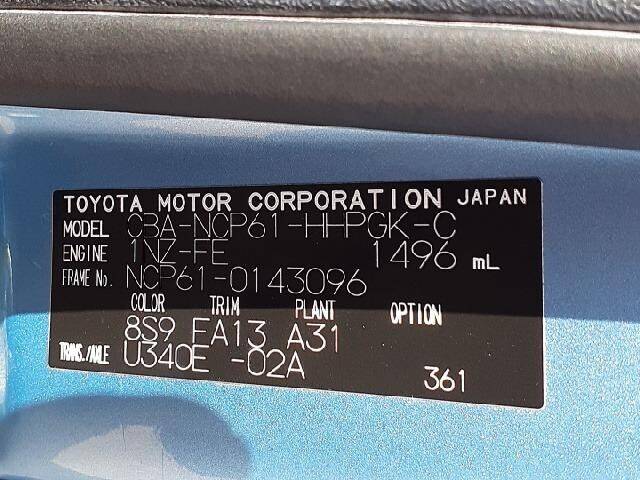 TOYOTA MOTOR CORPORATION JAPAN
MODEL CBA-NCP61-HHPGK-C
ENGINE 1NZ-FE 1496 mL
FRAME No. NCP61-0143096
COLOR TRIM PLANT OPTION
8S9 FA13 A31
TRANS./AXLE U340E -02A
361